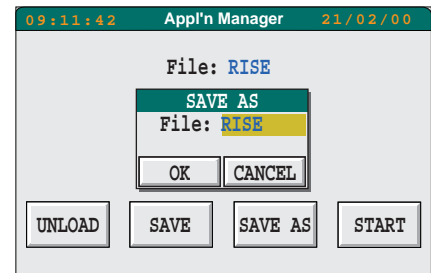 09:11:42 Appl'n Manager 21/02/00
File: RISE
SAVE AS
File: RISE
OK CANCEL
UNLOAD SAVE SAVE AS START